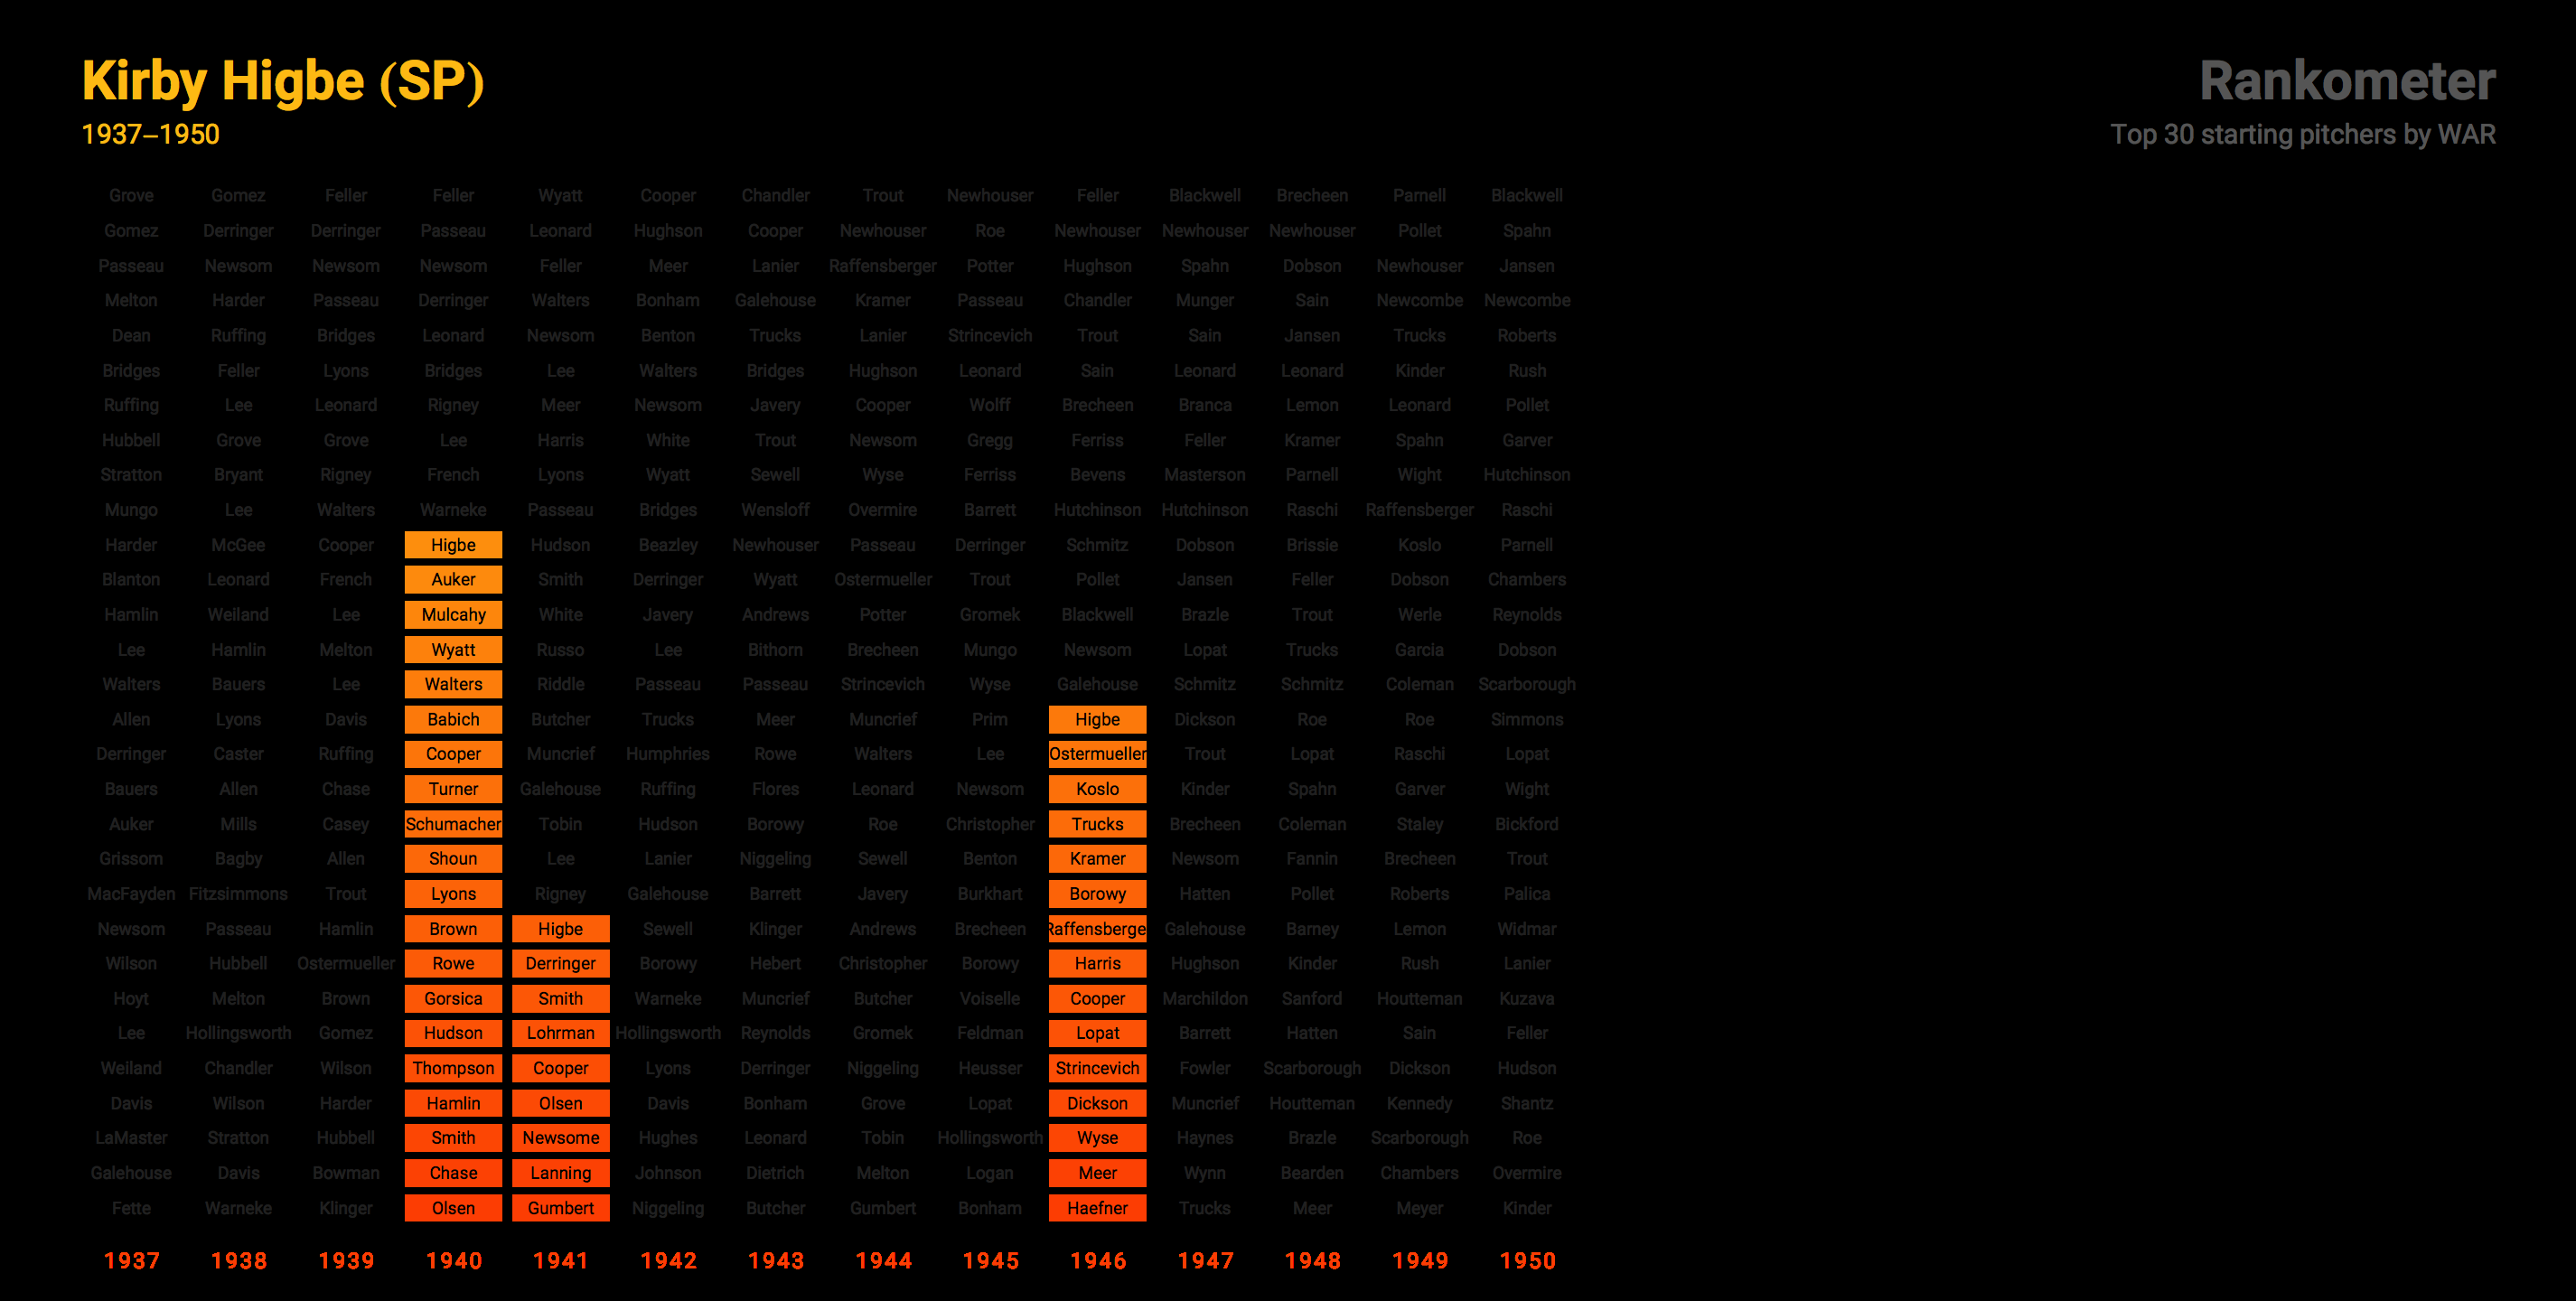 Kirby Higbe (SP)
1937–1950
Rankometer
Top 30 starting pitchers by WAR
Grove Gomez Feller Feller Wyatt Cooper Chandler Trout Newhouser Feller Blackwell Brecheen Parnell Blackwell
Gomez Derringer Derringer Passeau Leonard Hughson Cooper Newhouser Roe Newhouser Newhouser Newhouser Pollet Spahn
Passeau Newsom Newsom Newsom Feller Meer Lanier Raffensberger Potter Hughson Spahn Dobson Newhouser Jansen
Melton Harder Passeau Derringer Walters Bonham Galehouse Kramer Passeau Chandler Munger Sain Newcombe Newcombe
Dean Ruffing Bridges Leonard Newsom Benton Trucks Lanier Strincevich Trout Sain Jansen Trucks Roberts
Bridges Feller Lyons Bridges Lee Walters Bridges Hughson Leonard Sain Leonard Leonard Kinder Rush
Ruffing Lee Leonard Rigney Meer Newsom Javery Cooper Wolff Brecheen Branca Lemon Leonard Pollet
Hubbell Grove Grove Lee Harris White Trout Newsom Gregg Ferriss Feller Kramer Spahn Garver
Stratton Bryant Rigney French Lyons Wyatt Sewell Wyse Ferriss Bevens Masterson Parnell Wight Hutchinson
Mungo Lee Walters Warneke Passeau Bridges Wensloff Overmire Barrett Hutchinson Hutchinson Raschi Raffensberger Raschi
Harder McGee Cooper Higbe Hudson Beazley Newhouser Passeau Derringer Schmitz Dobson Brissie Koslo Parnell
Blanton Leonard French Auker Smith Derringer Wyatt Ostermueller Trout Pollet Jansen Feller Dobson Chambers
Hamlin Weiland Lee Mulcahy White Javery Andrews Potter Gromek Blackwell Brazle Trout Werle Reynolds
Lee Hamlin Melton Wyatt Russo Lee Bithorn Brecheen Mungo Newsom Lopat Trucks Garcia Dobson
Walters Bauers Lee Walters Riddle Passeau Passeau Strincevich Wyse Galehouse Schmitz Schmitz Coleman Scarborough
Allen Lyons Davis Babich Butcher Trucks Meer Muncrief Prim Higbe Dickson Roe Roe Simmons
Derringer Caster Ruffing Cooper Muncrief Humphries Rowe Walters Lee Ostermueller Trout Lopat Raschi Lopat
Bauers Allen Chase Turner Galehouse Ruffing Flores Leonard Newsom Koslo Kinder Spahn Garver Wight
Auker Mills Casey Schumacher Tobin Hudson Borowy Roe Christopher Trucks Brecheen Coleman Staley Bickford
Grissom Bagby Allen Shoun Lee Lanier Niggeling Sewell Benton Kramer Newsom Fannin Brecheen Trout
MacFayden Fitzsimmons Trout Lyons Rigney Galehouse Barrett Javery Burkhart Borowy Hatten Pollet Roberts Palica
Newsom Passeau Hamlin Brown Higbe Sewell Klinger Andrews Brecheen Raffensberge Galehouse Barney Lemon Widmar
Wilson Hubbell Ostermueller Rowe Derringer Borowy Hebert Christopher Borowy Harris Hughson Kinder Rush Lanier
Hoyt Melton Brown Gorsica Smith Warneke Muncrief Butcher Voiselle Cooper Marchildon Sanford Houtteman Kuzava
Lee Hollingsworth Gomez Hudson Lohrman Hollingsworth Reynolds Gromek Feldman Lopat Barrett Hatten Sain Feller
Weiland Chandler Wilson Thompson Cooper Lyons Derringer Niggeling Heusser Strincevich Fowler Scarborough Dickson Hudson
Davis Wilson Harder Hamlin Olsen Davis Bonham Grove Lopat Dickson Muncrief Houtteman Kennedy Shantz
LaMaster Stratton Hubbell Smith Newsome Hughes Leonard Tobin Hollingsworth Wyse Haynes Brazle Scarborough Roe
Galehouse Davis Bowman Chase Lanning Johnson Dietrich Melton Logan Meer Wynn Bearden Chambers Overmire
Fette Warneke Klinger Olsen Gumbert Niggeling Butcher Gumbert Bonham Haefner Trucks Meer Meyer Kinder
1937 1938 1939 1940 1941 1942 1943 1944 1945 1946 1947 1948 1949 1950